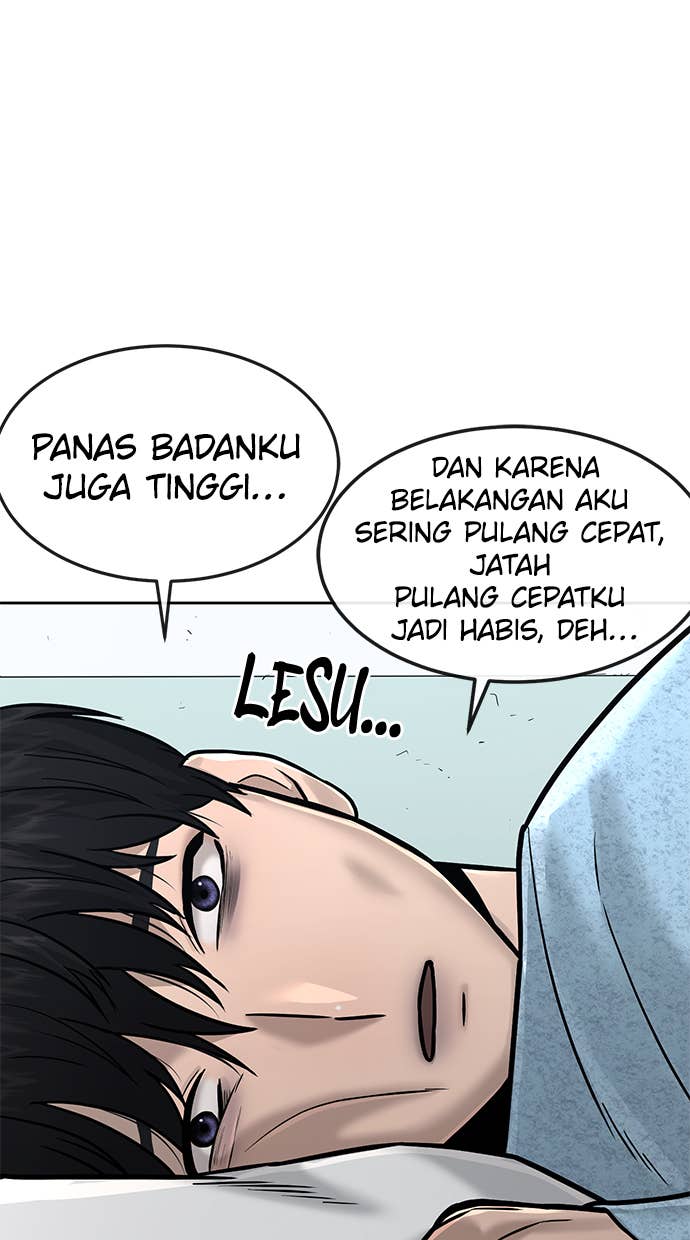 PANAS BADANKU
JUGA TINGGI...
DAN KARENA
BELAKANGAN AKU
SERING PULANG CEPAT,
JATAH
PULANG CEPATKU
JADI HABIS, DEH...
LESU...